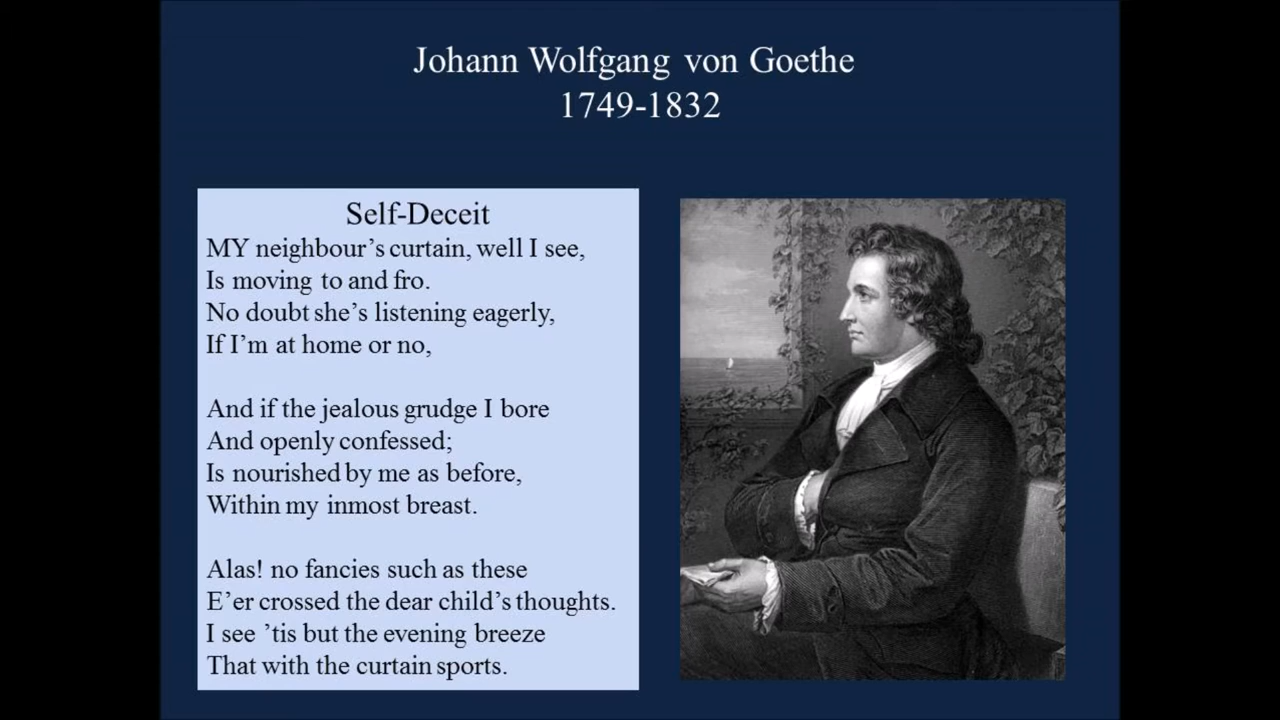 Johann Wolfgang von Goethe
1749-1832
Self-Deceit
MY neighbour’s curtain, well I see,
Is moving to and fro.
No doubt she’s listening eagerly,
If I’m at home or no,
And if the jealous grudge I bore
And openly confessed;
Is nourished by me as before,
Within my inmost breast.
Alas! no fancies such as these
E’er crossed the dear child’s thoughts.
I see ’tis but the evening breeze
That with the curtain sports.